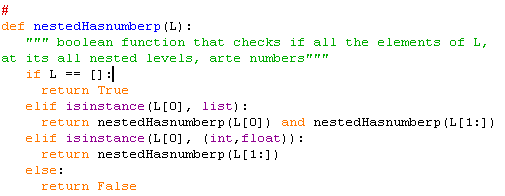 #
def nestedHasnumberp(L):
    """ boolean function that checks if all the elements of L,
at its all nested levels, arte numbers"""
    if L == []:
      return True
    elif isinstance(L[0], list):
      return nestedHasnumberp(L[0]) and nestedHasnumberp(L[1:])
    elif isinstance(L[0], (int,float)):
      return nestedHasnumberp(L[1:])
    else:
      return False